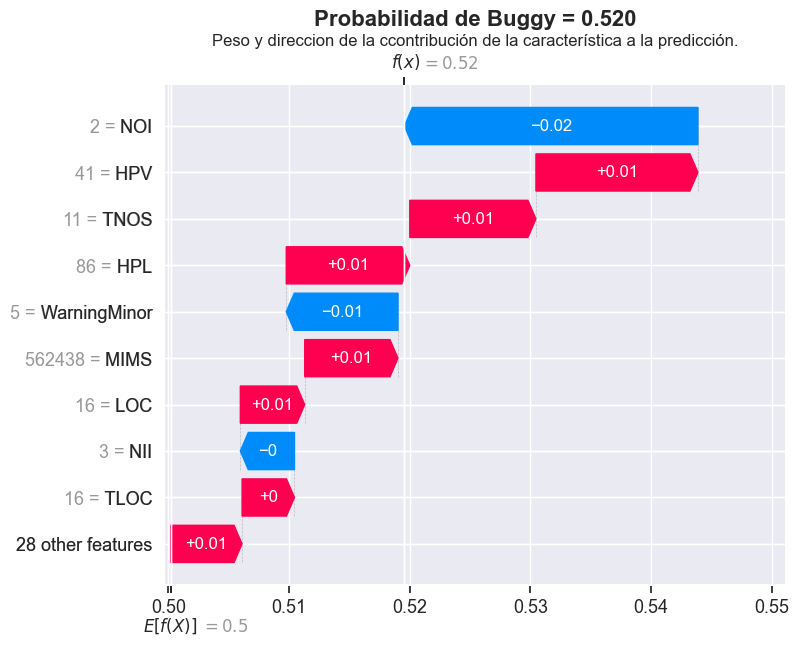 Probabilidad de Buggy = 0.520
Peso y direccion de la ccontribución de la característica a la predicción.
f(x) = 0.52
2 = NOI −0.02
41 = HPV +0.01
11 = TNOS +0.01
86 = HPL +0.01
5 = WarningMinor −0.01
562438 = MIMS +0.01
16 = LOC +0.01
3 = NII −0
16 = TLOC +0
28 other features +0.01
0.50 0.51 0.52 0.53 0.54 0.55
E[f(X)] = 0.5